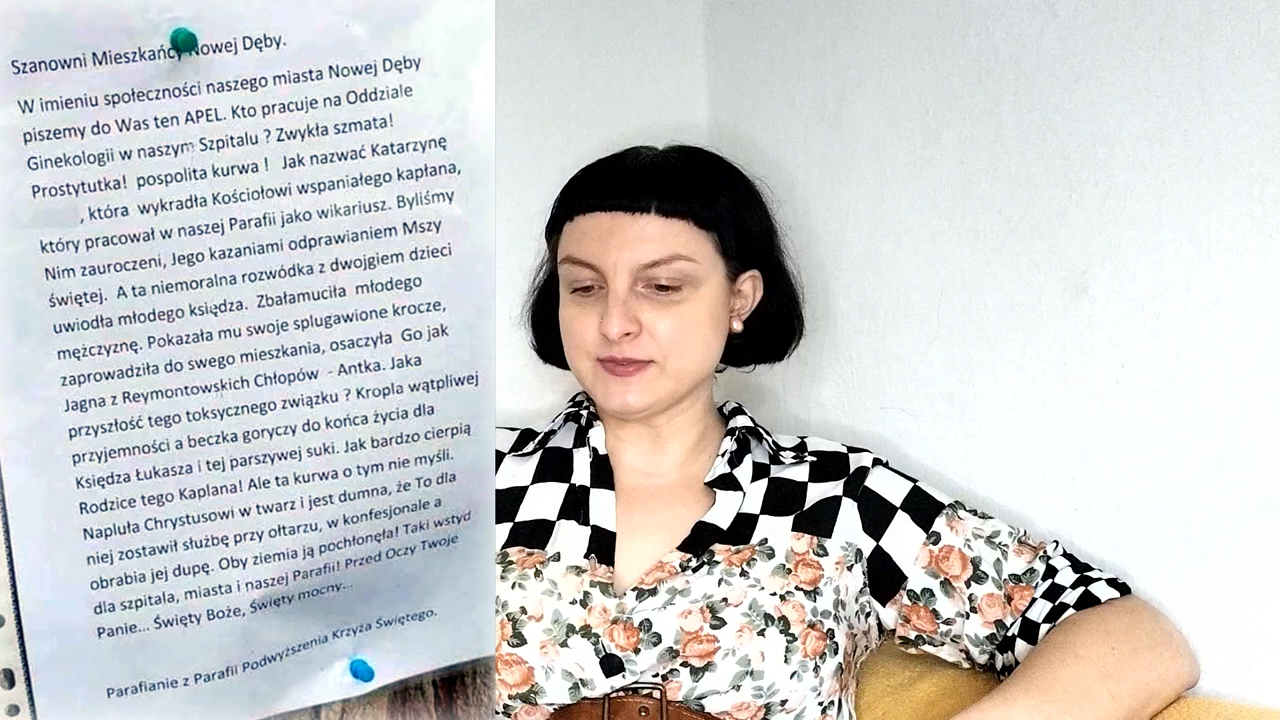 Szanowni Mieszkańcy Nowej Dęby.
W imieniu społeczności naszego miasta Nowej Dęby
piszemy do Was ten APEL. Kto pracuje na Oddziale
Ginekologii w naszym Szpitalu ? Zwykła szmata!
Prostytutka! pospolita kurwa ! Jak nazwać Katarzynę
, która wykradła Kościołowi wspaniałego kapłana,
który pracował w naszej Parafii jako wikariusz. Byliśmy
Nim zauroczeni, Jego kazaniami odprawianiem Mszy
świętej. A ta niemoralna rozwódka z dwojgiem dzieci
uwiodła młodego księdza. Zbałamuciła młodego
mężczyznę. Pokazała mu swoje splugawione krocze,
zaprowadziła do swego mieszkania, osaczyła Go jak
Jagna z Reymontowskich Chłopów - Antka. Jaka
przyszłość tego toksycznego związku ? Kropla wątpliwej
przyjemności a beczka goryczy do końca życia dla
Księdza Łukasza i tej parszywej suki. Jak bardzo cierpią
Rodzice tego Kaplana! Ale ta kurwa o tym nie myśli.
Napluła Chrystusowi w twarz i jest dumna, że To dla
niej zostawił służbę przy ołtarzu, w konfesjonale a
obrabia jej dupę. Oby ziemia ją pochłonęła! Taki wstyd
dla szpitala, miasta i naszej Parafii! Przed Oczy Twoje
Panie... Święty Boże, Święty mocny...
Parafianie z Parafii Podwyższenia Krzyża Świętego.